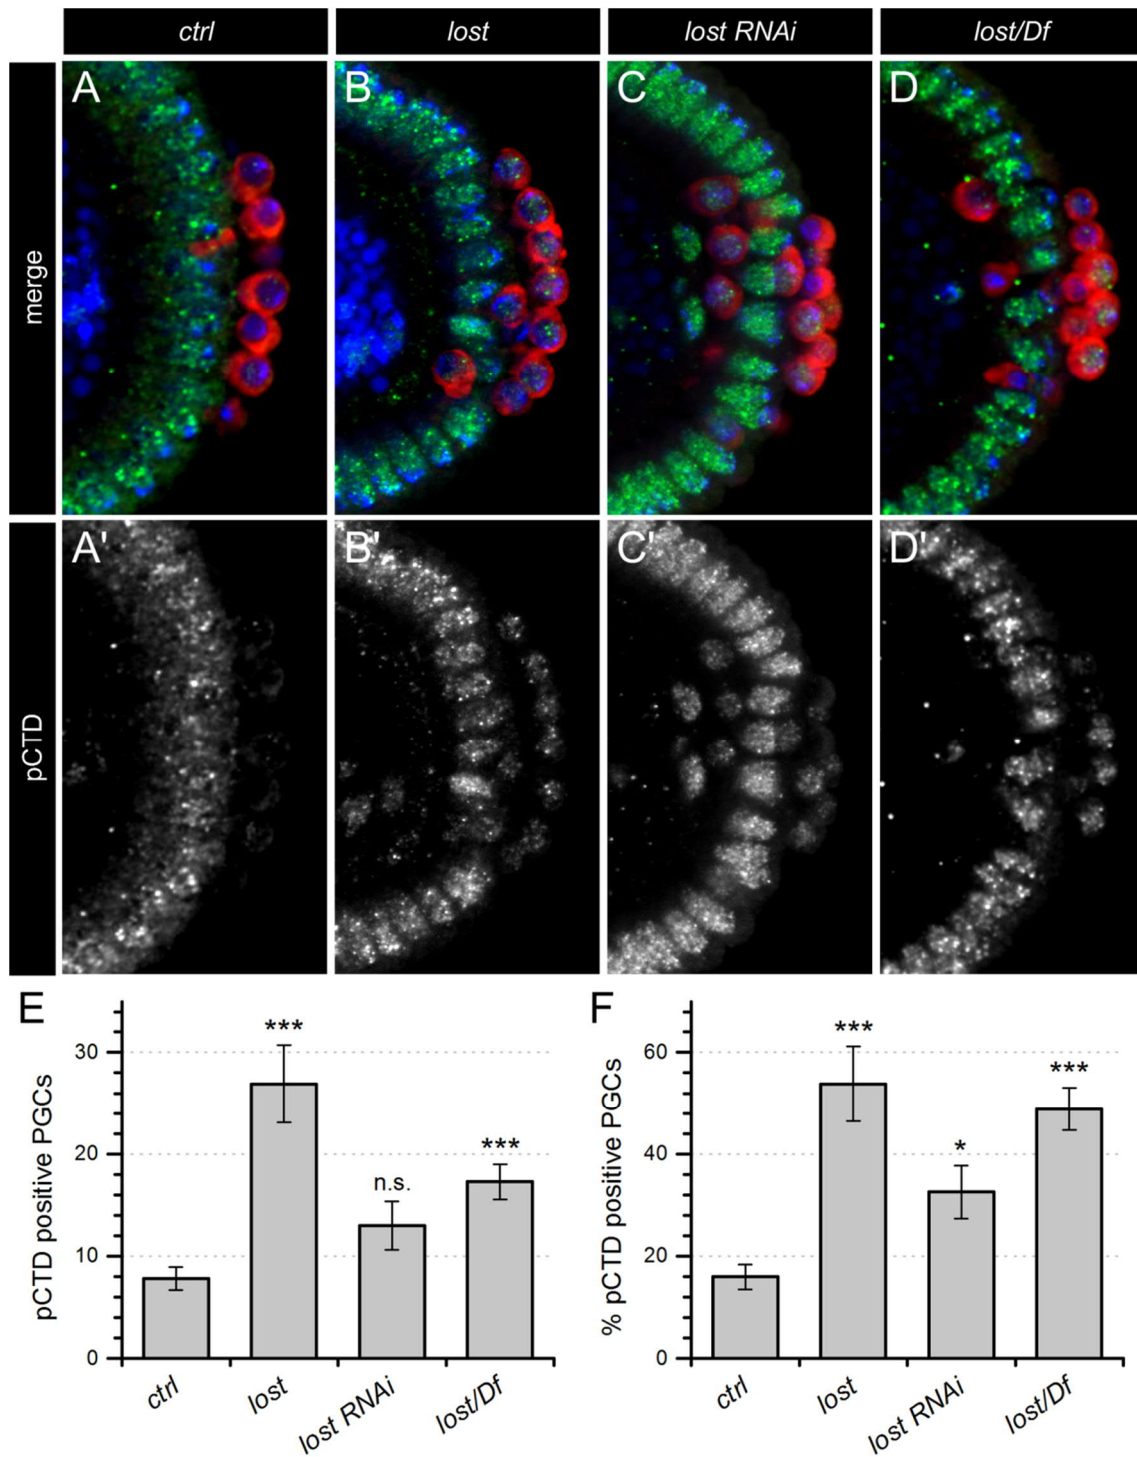 ctrl lost lost RNAi lost/Df
merge
A B C D
pCTD
A' B' C' D'
E
pCTD positive PGCs
30
20
10
0
***
n.s.
***
ctrl lost lost RNAi lost/Df
F
% pCTD positive PGCs
60
40
20
0
***
*
***
ctrl lost lost RNAi lost/Df